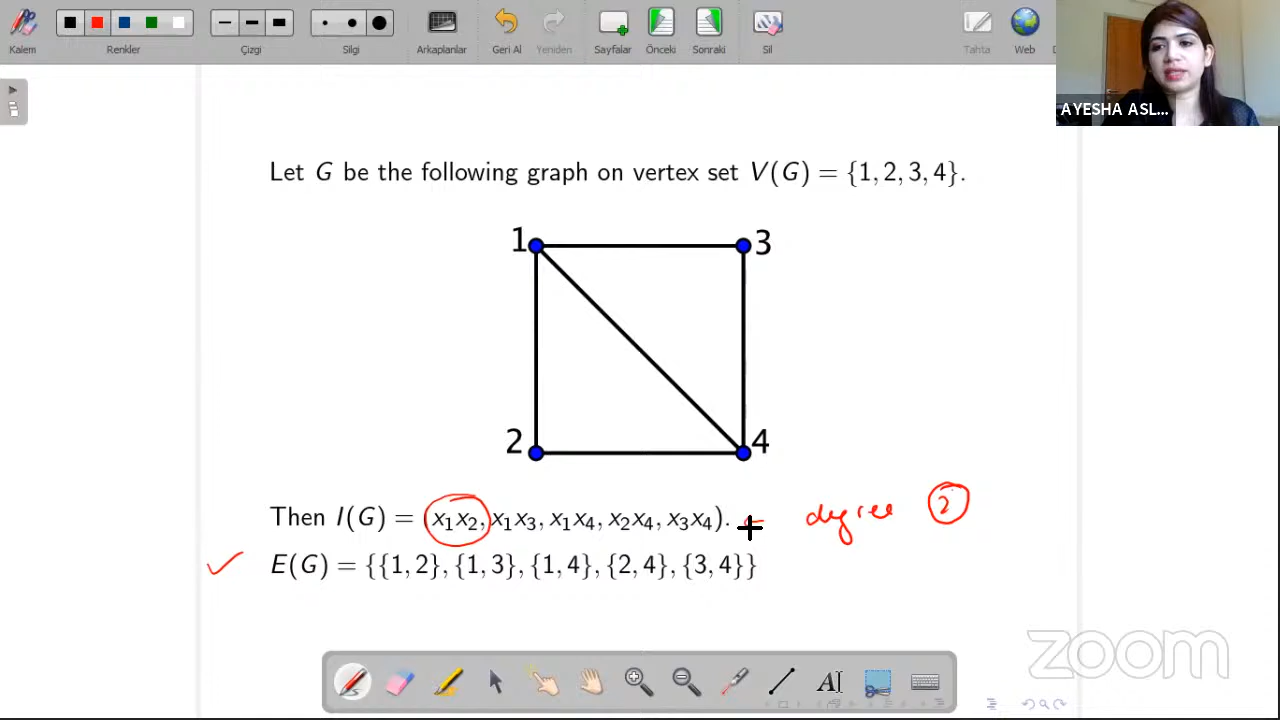 Kalem Renkler Çizgi Silgi Arkaplanlar Geri Al Yeniden Sayfalar Önceki Sonraki Sil Tahta Web
AYESHA ASL...
Let G be the following graph on vertex set V(G) = {1, 2, 3, 4}.
1 3
2 4
Then I(G) = (x₁x₂, x₁x₃, x₁x₄, x₂x₄, x₃x₄). degree 2
E(G) = {{1, 2}, {1, 3}, {1, 4}, {2, 4}, {3, 4}}
zoom